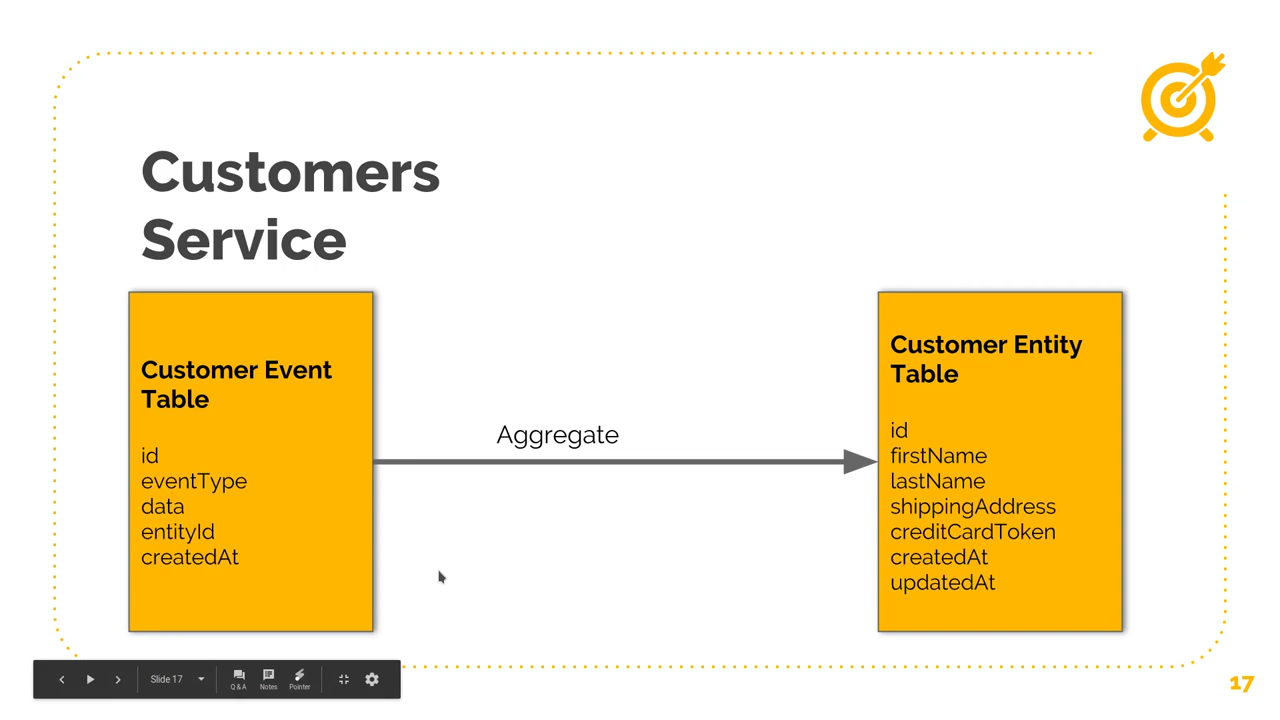 Customers
Service
Customer Event
Table
id
eventType
data
entityId
createdAt
Aggregate
Customer Entity
Table
id
firstName
lastName
shippingAddress
creditCardToken
createdAt
updatedAt
Slide 17
Q & A
Notes
Pointer
17